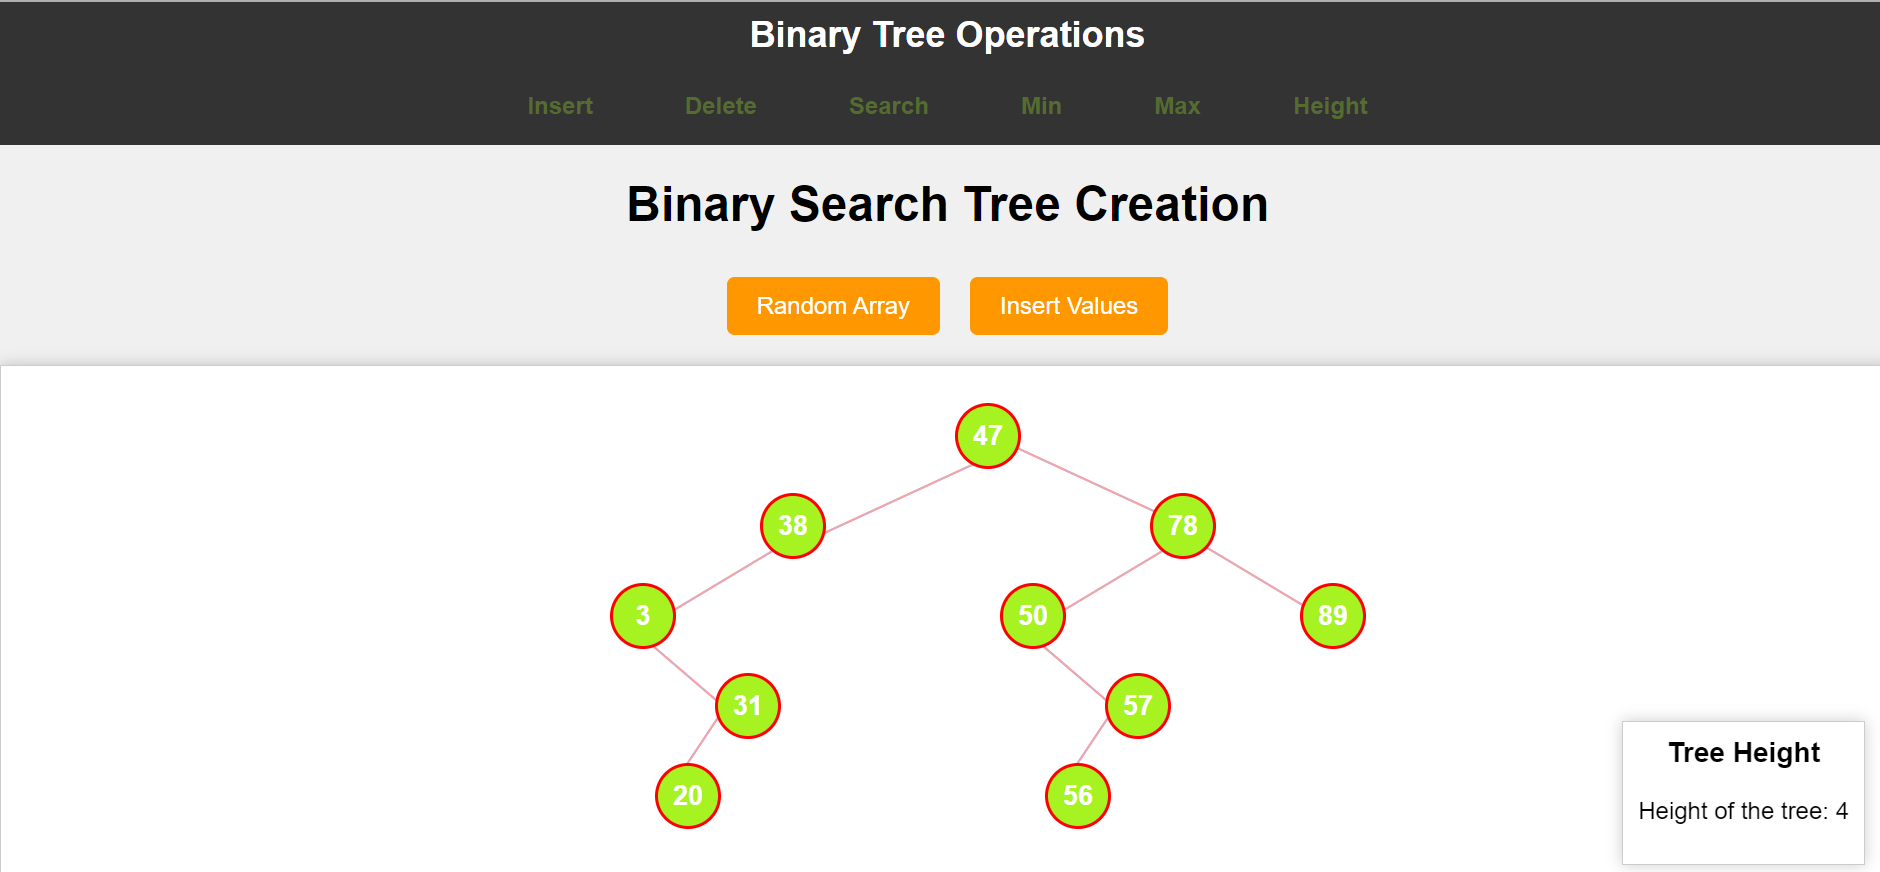 Binary Tree Operations
Insert Delete Search Min Max Height
Binary Search Tree Creation
Random Array Insert Values
47
38 78
3 50 89
31 57
20 56
Tree Height
Height of the tree: 4